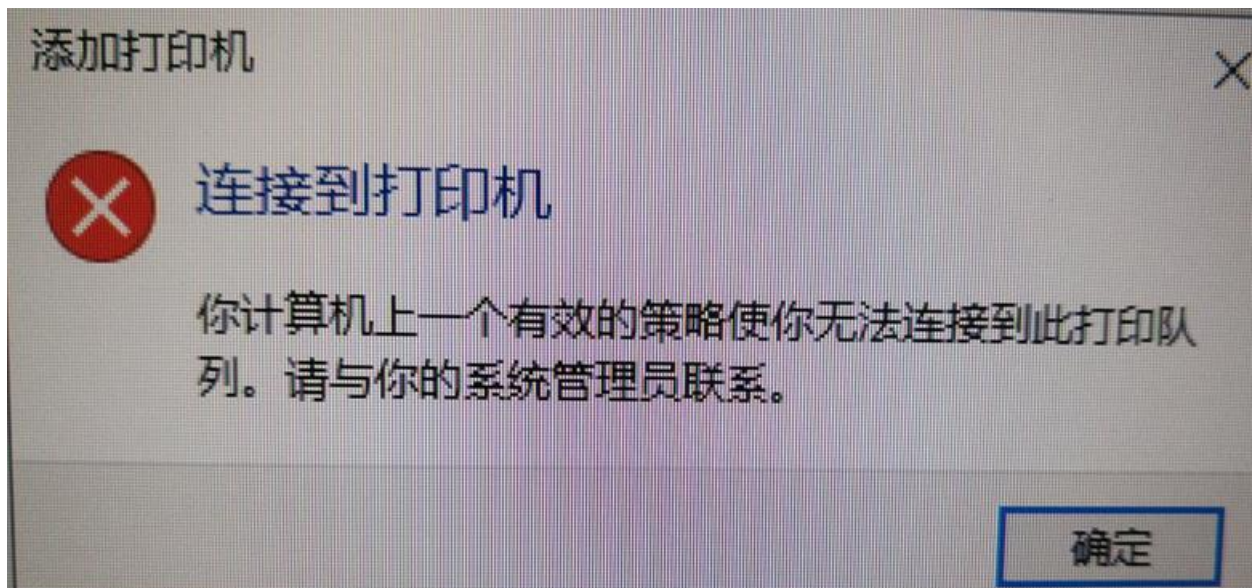 添加打印机
连接到打印机
你计算机上一个有效的策略使你无法连接到此打印队
列。请与你的系统管理员联系。
确定